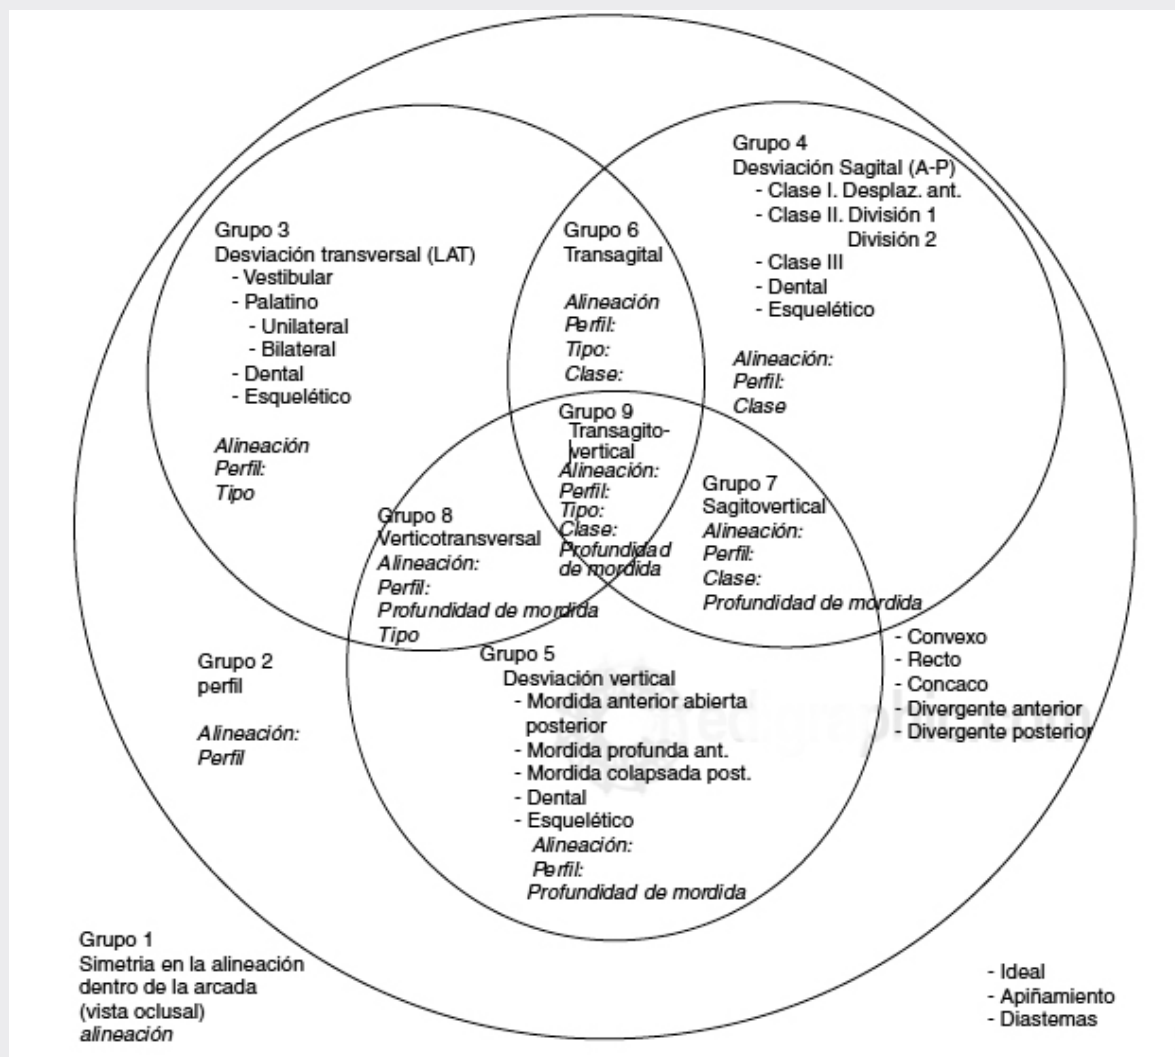 Grupo 4
Desviación Sagital (A-P)
- Clase I. Desplaz. ant.
- Clase II. División 1
División 2
- Clase III
- Dental
- Esquelético
Alineación:
Perfil:
Clase
Grupo 3
Desviación transversal (LAT)
- Vestibular
- Palatino
- Unilateral
- Bilateral
- Dental
- Esquelético
Alineación
Perfil:
Tipo
Grupo 6
Transagital
Alineación
Perfil:
Tipo:
Clase:
Grupo 9
Transagito-
vertical
Alineación:
Perfil:
Tipo:
Clase:
Profundidad
de mordida
Grupo 7
Sagitovertical
Alineación:
Perfil:
Clase:
Profundidad de mordida
Grupo 8
Verticotransversal
Alineación:
Perfil:
Profundidad de mordida
Tipo
Grupo 2
perfil
Alineación:
Perfil
- Convexo
- Recto
- Concaco
- Divergente anterior
- Divergente posterior
Grupo 5
Desviación vertical
- Mordida anterior abierta
posterior
- Mordida profunda ant.
- Mordida colapsada post.
- Dental
- Esquelético
Alineación:
Perfil:
Profundidad de mordida
Grupo 1
Simetria en la alineación
dentro de la arcada
(vista oclusal)
alineación
- Ideal
- Apiñamiento
- Diastemas